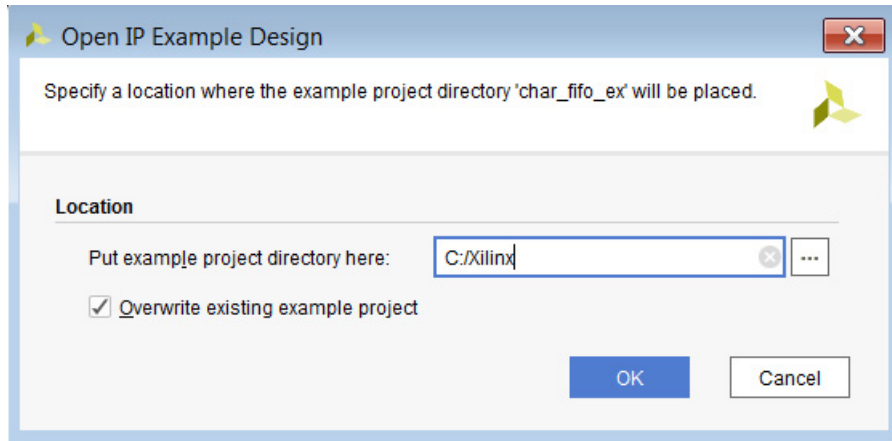 Open IP Example Design
Specify a location where the example project directory 'char_fifo_ex' will be placed.
Location
Put example project directory here: C:/Xilinx ...
Overwrite existing example project
OK Cancel